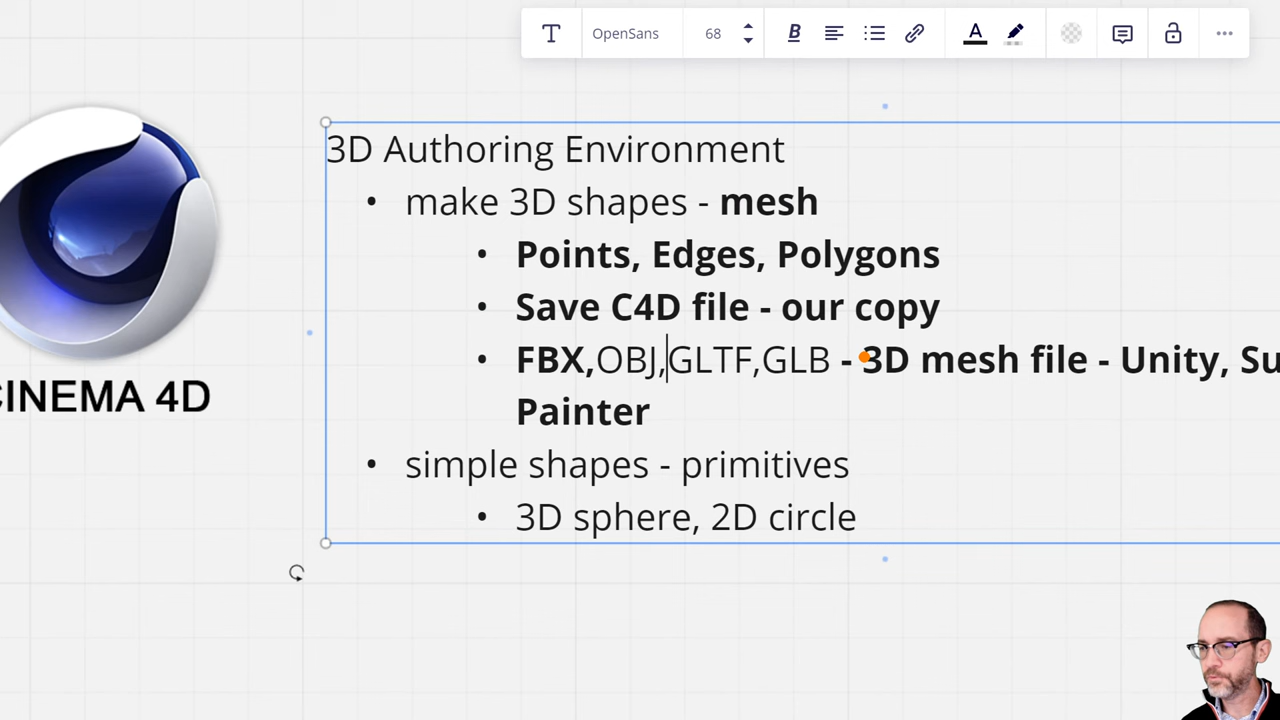 OpenSans 68 B A
3D Authoring Environment
• make 3D shapes - mesh
• Points, Edges, Polygons
• Save C4D file - our copy
• FBX,OBJ,GLTF,GLB - 3D mesh file - Unity,
Painter
CINEMA 4D
• simple shapes - primitives
• 3D sphere, 2D circle